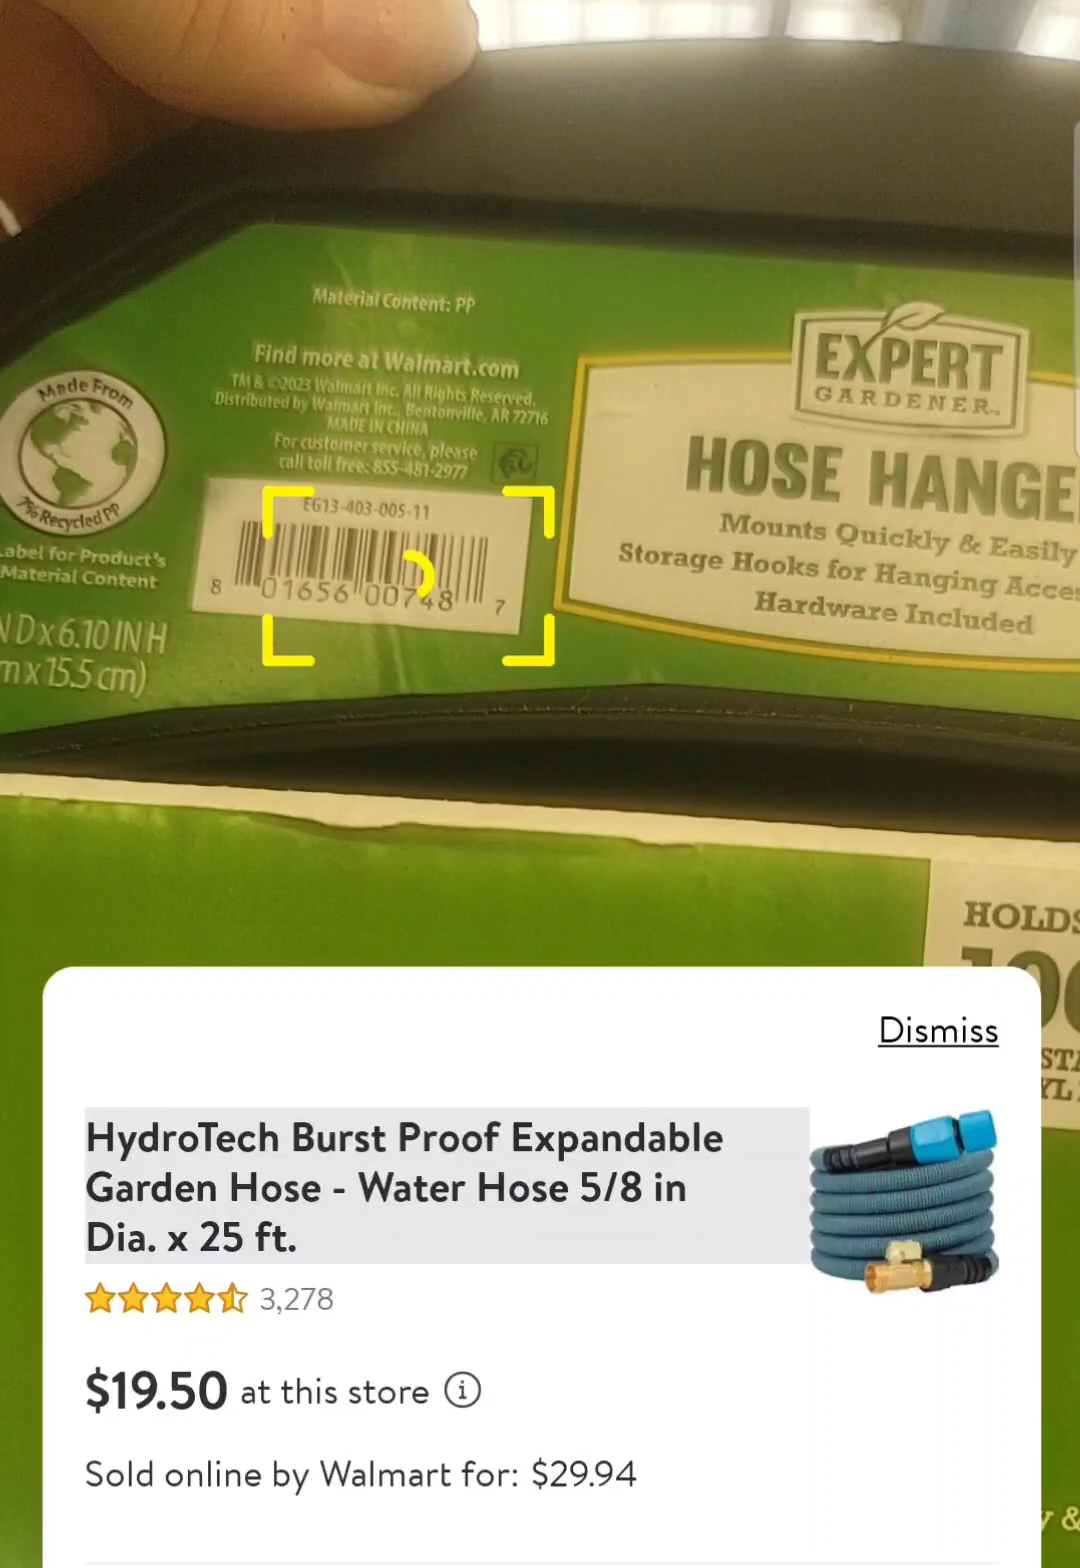 Material Content: PP
Find more at Walmart.com
TM & ©2023 Walmart Inc. All Rights Reserved.
Distributed by Walmart Inc., Bentonville, AR 72716
MADE IN CHINA
For customer service, please
call toll free: 855-481-2977
Made From
Recycled PP
Label for Product's
Material Content
D x 6.10 IN H
x 15.5 cm)
EG13-403-005-11
8 01656 00748 7
EXPERT
GARDENER
HOSE HANGE
Mounts Quickly & Easily
Storage Hooks for Hanging Acce
Hardware Included
HOLDS
Dismiss
HydroTech Burst Proof Expandable
Garden Hose - Water Hose 5/8 in
Dia. x 25 ft.
3,278
$19.50 at this store
Sold online by Walmart for: $29.94